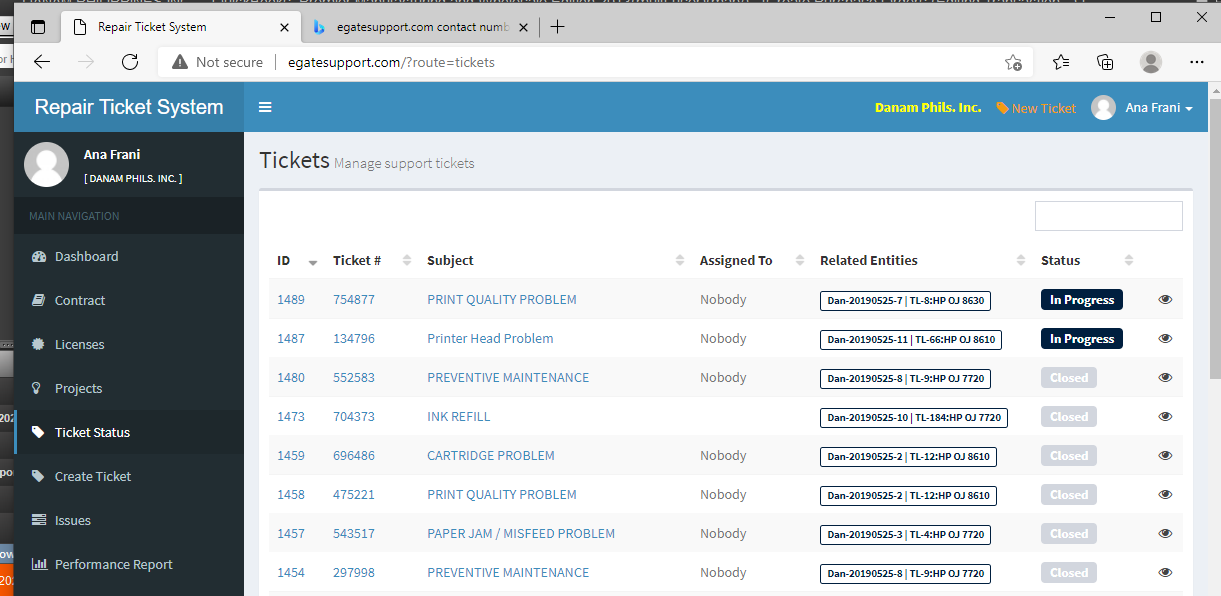 Repair Ticket System
egatesupport.com contact numb
Not secure
egatesupport.com/?route=tickets
Repair Ticket System
Danam Phils. Inc.
New Ticket
Ana Frani
Ana Frani
[ DANAM PHILS. INC. ]
MAIN NAVIGATION
Dashboard
Contract
Licenses
Projects
Ticket Status
Create Ticket
Issues
Performance Report
Tickets Manage support tickets
ID Ticket # Subject Assigned To Related Entities Status
1489 754877 PRINT QUALITY PROBLEM Nobody Dan-20190525-7 | TL-8:HP OJ 8630 In Progress
1487 134796 Printer Head Problem Nobody Dan-20190525-11 | TL-66:HP OJ 8610 In Progress
1480 552583 PREVENTIVE MAINTENANCE Nobody Dan-20190525-8 | TL-9:HP OJ 7720 Closed
1473 704373 INK REFILL Nobody Dan-20190525-10 | TL-184:HP OJ 7720 Closed
1459 696486 CARTRIDGE PROBLEM Nobody Dan-20190525-2 | TL-12:HP OJ 8610 Closed
1458 475221 PRINT QUALITY PROBLEM Nobody Dan-20190525-2 | TL-12:HP OJ 8610 Closed
1457 543517 PAPER JAM / MISFEED PROBLEM Nobody Dan-20190525-3 | TL-4:HP OJ 7720 Closed
1454 297998 PREVENTIVE MAINTENANCE Nobody Dan-20190525-8 | TL-9:HP OJ 7720 Closed